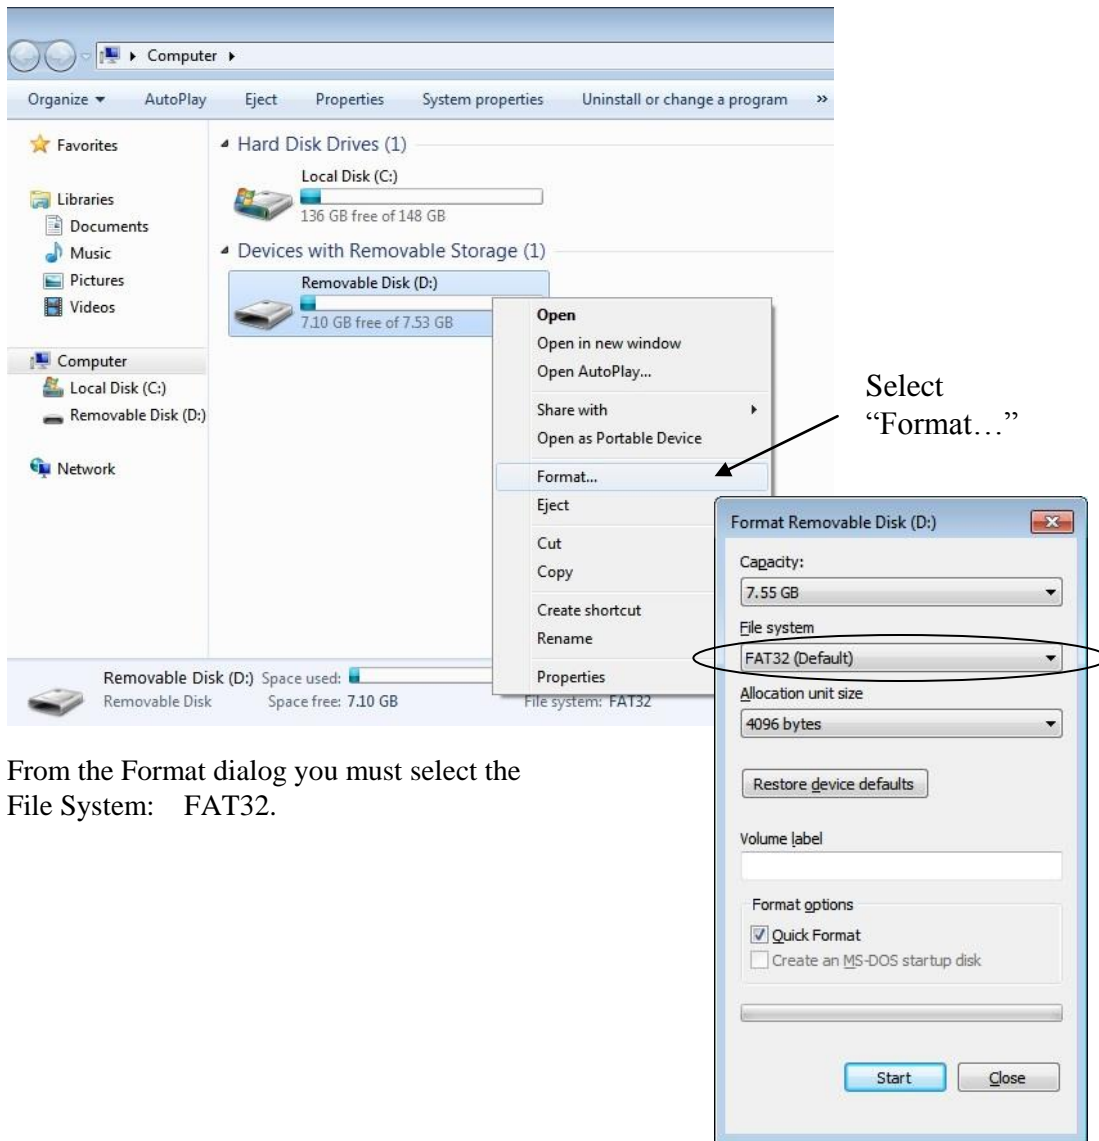 Computer
Organize AutoPlay Eject Properties System properties Uninstall or change a program »
Favorites
Libraries
Documents
Music
Pictures
Videos
Computer
Local Disk (C:)
Removable Disk (D:)
Network
Hard Disk Drives (1)
Local Disk (C:)
136 GB free of 148 GB
Devices with Removable Storage (1)
Removable Disk (D:)
7.10 GB free of 7.53 GB
Open
Open in new window
Open AutoPlay...
Share with
Open as Portable Device
Format...
Eject
Cut
Copy
Create shortcut
Rename
Properties
Select
“Format…”
Removable Disk (D:) Space used:
Removable Disk Space free: 7.10 GB File system: FAT32
Format Removable Disk (D:)
Capacity:
7.55 GB
File system
FAT32 (Default)
Allocation unit size
4096 bytes
Restore device defaults
Volume label
Format options
Quick Format
Create an MS-DOS startup disk
Start Close
From the Format dialog you must select the
File System: FAT32.